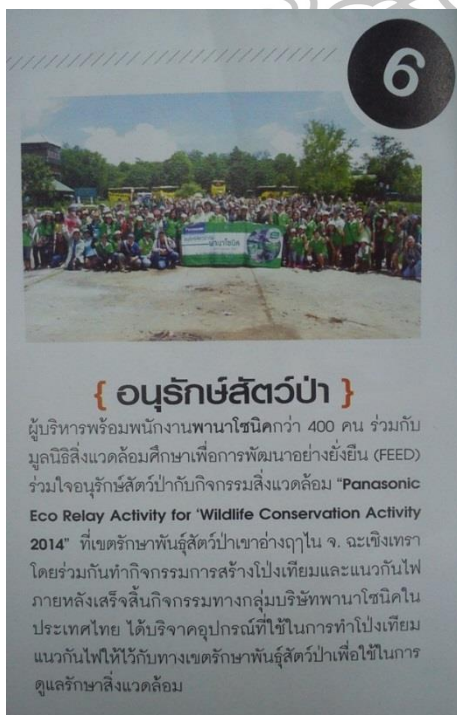 6
Panasonic
พานาโซนิค
{ อนุรักษ์สัตว์ป่า }
ผู้บริหารพร้อมพนักงานพานาโซนิคกว่า 400 คน ร่วมกับ
มูลนิธิสิ่งแวดล้อมศึกษาเพื่อการพัฒนาอย่างยั่งยืน (FEED)
ร่วมใจอนุรักษ์สัตว์ป่ากับกิจกรรมสิ่งแวดล้อม "Panasonic
Eco Relay Activity for 'Wildlife Conservation Activity
2014" ที่เขตรักษาพันธุ์สัตว์ป่าเขาอ่างฤๅไน จ. ฉะเชิงเทรา
โดยร่วมกันทำกิจกรรมการสร้างโป่งเทียมและแนวกันไฟ
ภายหลังเสร็จสิ้นกิจกรรมทางกลุ่มบริษัทพานาโซนิคใน
ประเทศไทย ได้บริจาคอุปกรณ์ที่ใช้ในการทำโป่งเทียม
แนวกันไฟให้ไว้กับทางเขตรักษาพันธุ์สัตว์ป่าเพื่อใช้ในการ
ดูแลรักษาสิ่งแวดล้อม